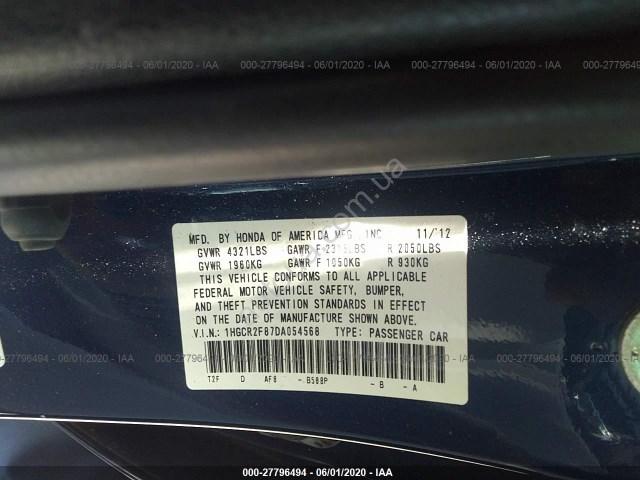 000-27796494 - 06/01/2020 - IAA
MFD. BY HONDA OF AMERICA MFG., INC 11/'12
GVWR 4321LBS GAWR F 2315LBS R 2050LBS
GVWR 1960KG GAWR F 1050KG R 930KG
THIS VEHICLE CONFORMS TO ALL APPLICABLE
FEDERAL MOTOR VEHICLE SAFETY, BUMPER,
AND THEFT PREVENTION STANDARDS IN EFFECT
ON THE DATE OF MANUFACTURE SHOWN ABOVE.
V.I.N.: 1HGCR2F87DA054568 TYPE: PASSENGER CAR
T2F D AF8 -.B588P -B -A
000-27796494 - 06/01/2020 - IAA